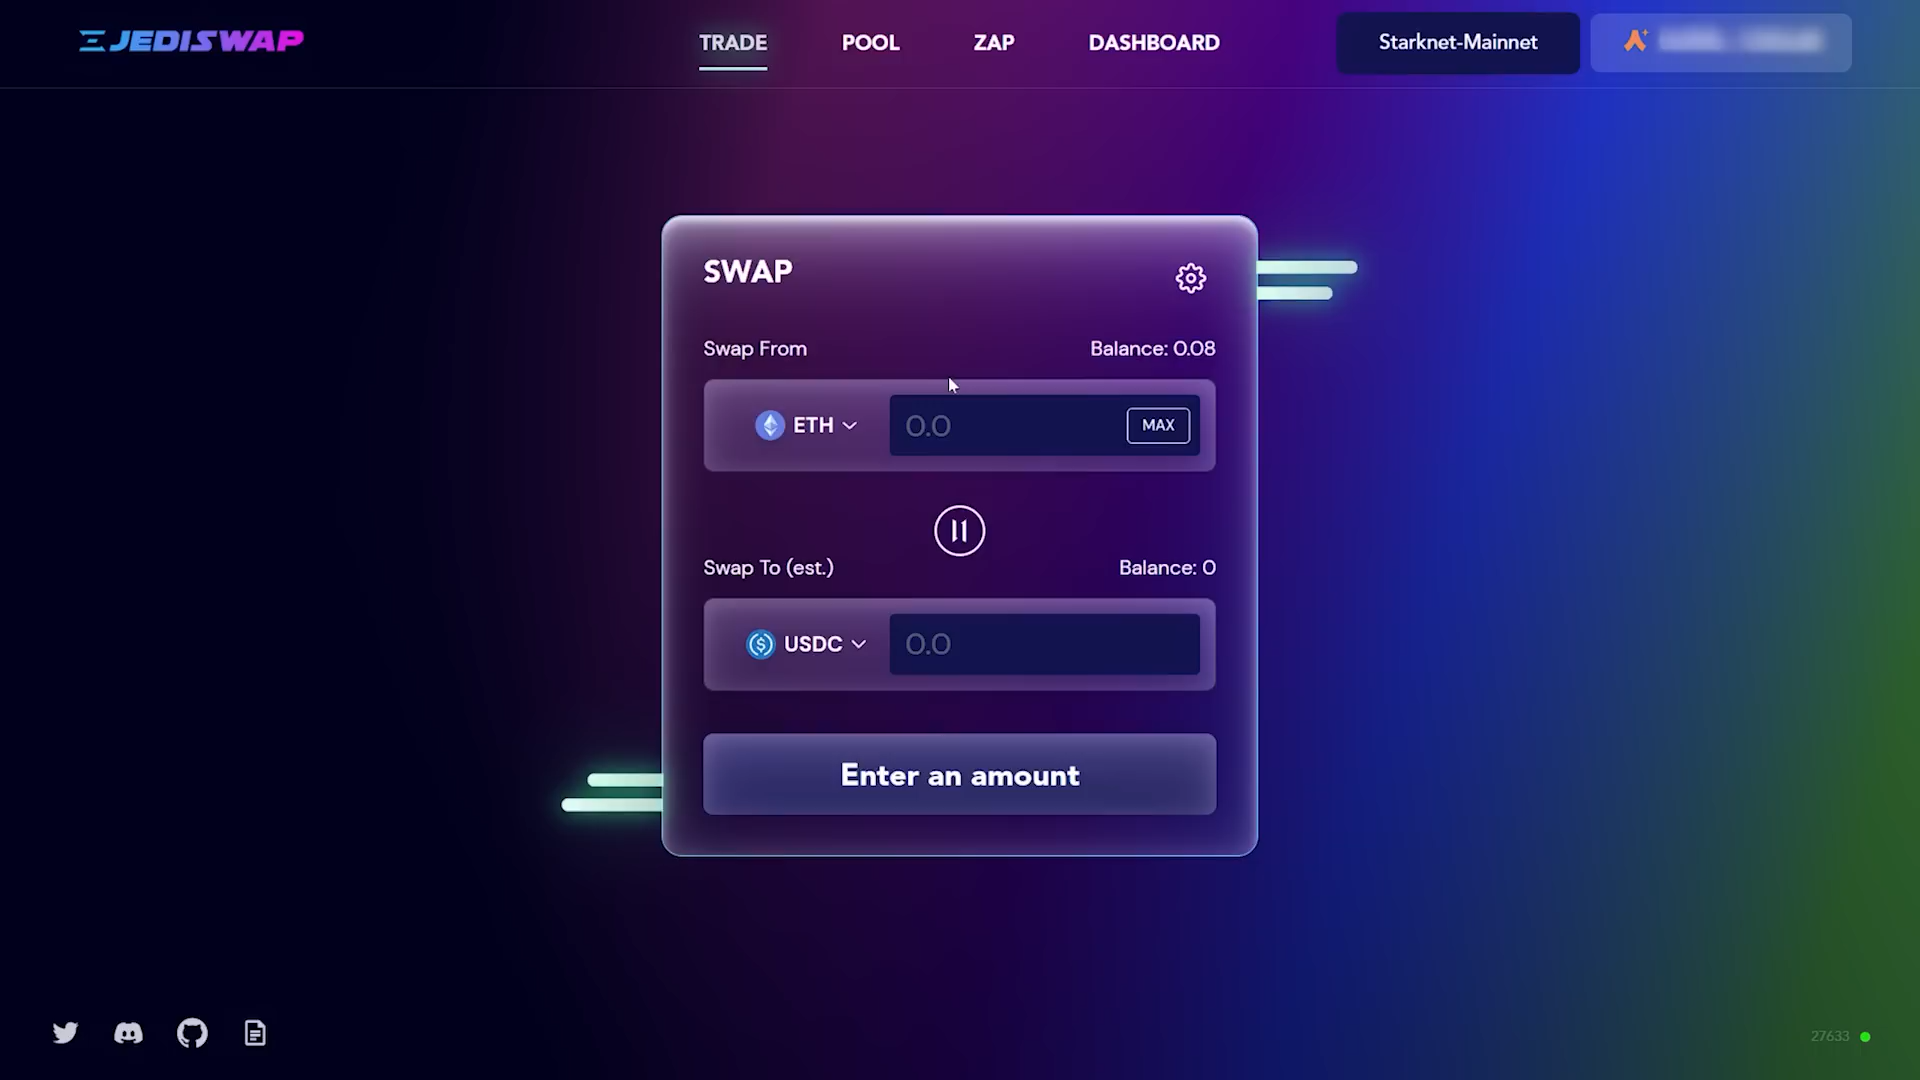 JEDISWAP
TRADE POOL ZAP DASHBOARD Starknet-Mainnet
SWAP
Swap From Balance: 0.08
ETH 0.0 MAX
Swap To (est.) Balance: 0
USDC 0.0
Enter an amount
27633